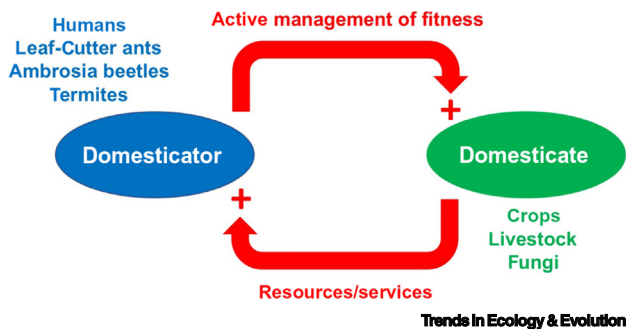 Active management of fitness
Humans
Leaf-Cutter ants
Ambrosia beetles
Termites
+
Domesticator
Domesticate
+
Crops
Livestock
Fungi
Resources/services
Trends in Ecology & Evolution